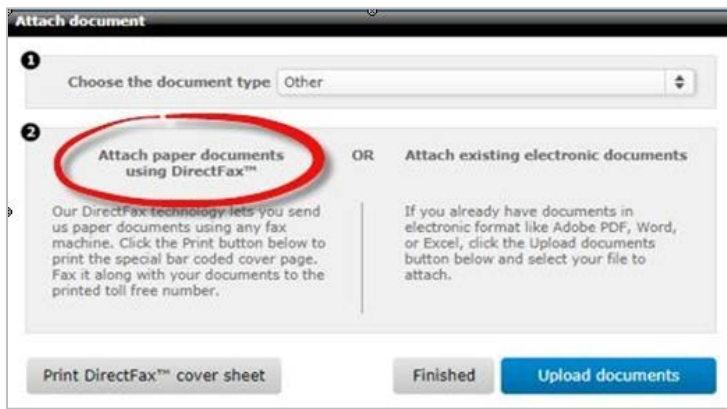 Attach document
1
Choose the document type Other
2
Attach paper documents
using DirectFax™
OR
Attach existing electronic documents
Our DirectFax technology lets you send
us paper documents using any fax
machine. Click the Print button below to
print the special bar coded cover page.
Fax it along with your documents to the
printed toll free number.
If you already have documents in
electronic format like Adobe PDF, Word,
or Excel, click the Upload documents
button below and select your file to
attach.
Print DirectFax™ cover sheet
Finished
Upload documents